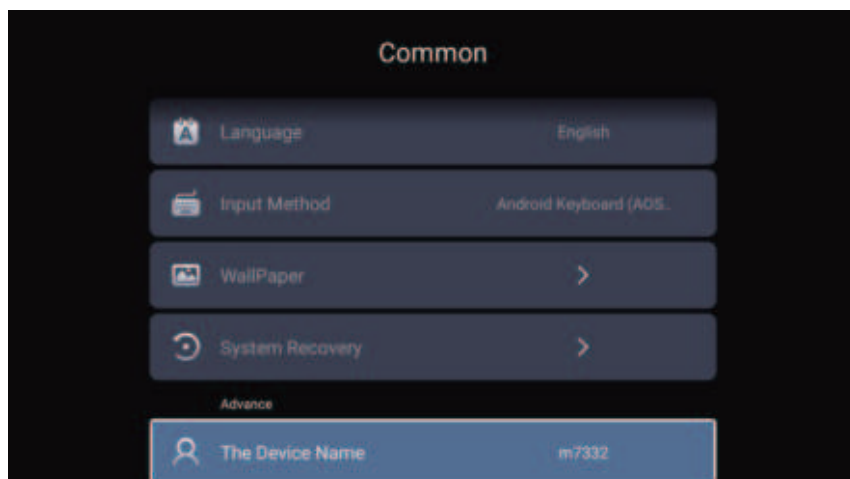 Common
Language English
Input Method Android Keyboard (AOS..
WallPaper
System Recovery
Advance
The Device Name m7332